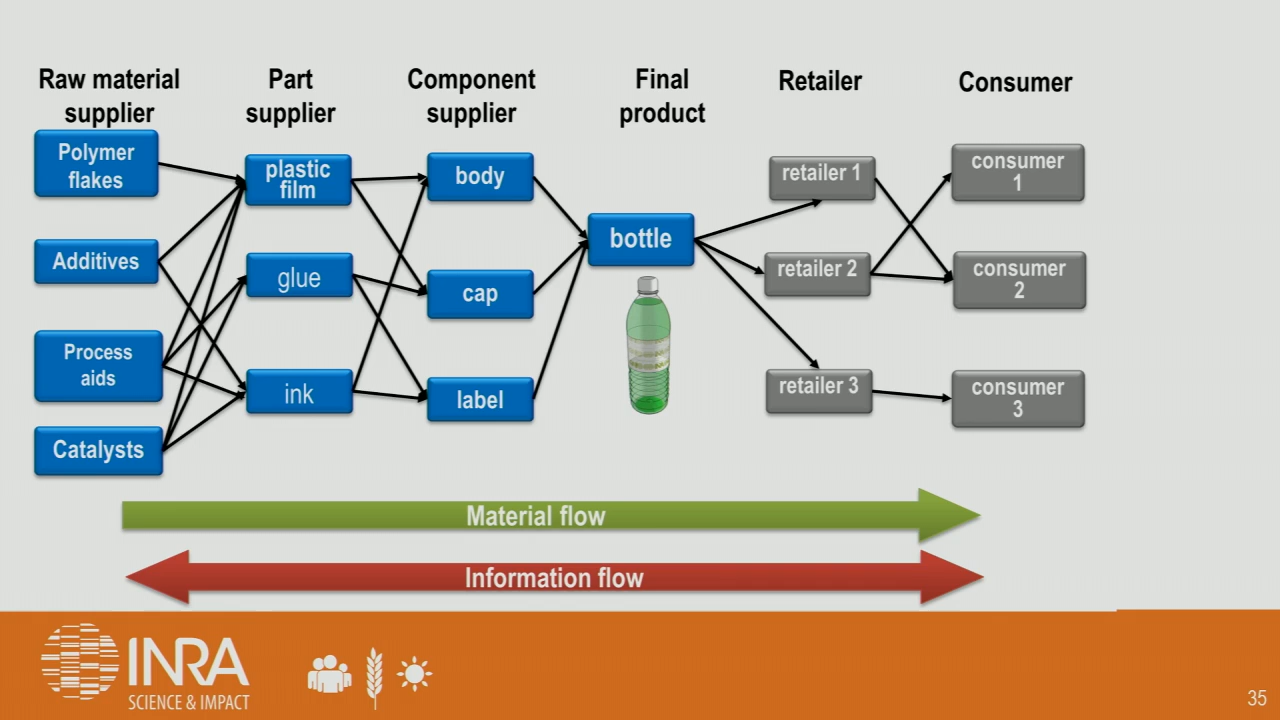 Raw material
supplier
Part
supplier
Component
supplier
Final
product
Retailer
Consumer
Polymer
flakes
Additives
Process
aids
Catalysts
plastic
film
glue
ink
body
cap
label
bottle
retailer 1
retailer 2
retailer 3
consumer
1
consumer
2
consumer
3
Material flow
Information flow
INRA
SCIENCE & IMPACT
35